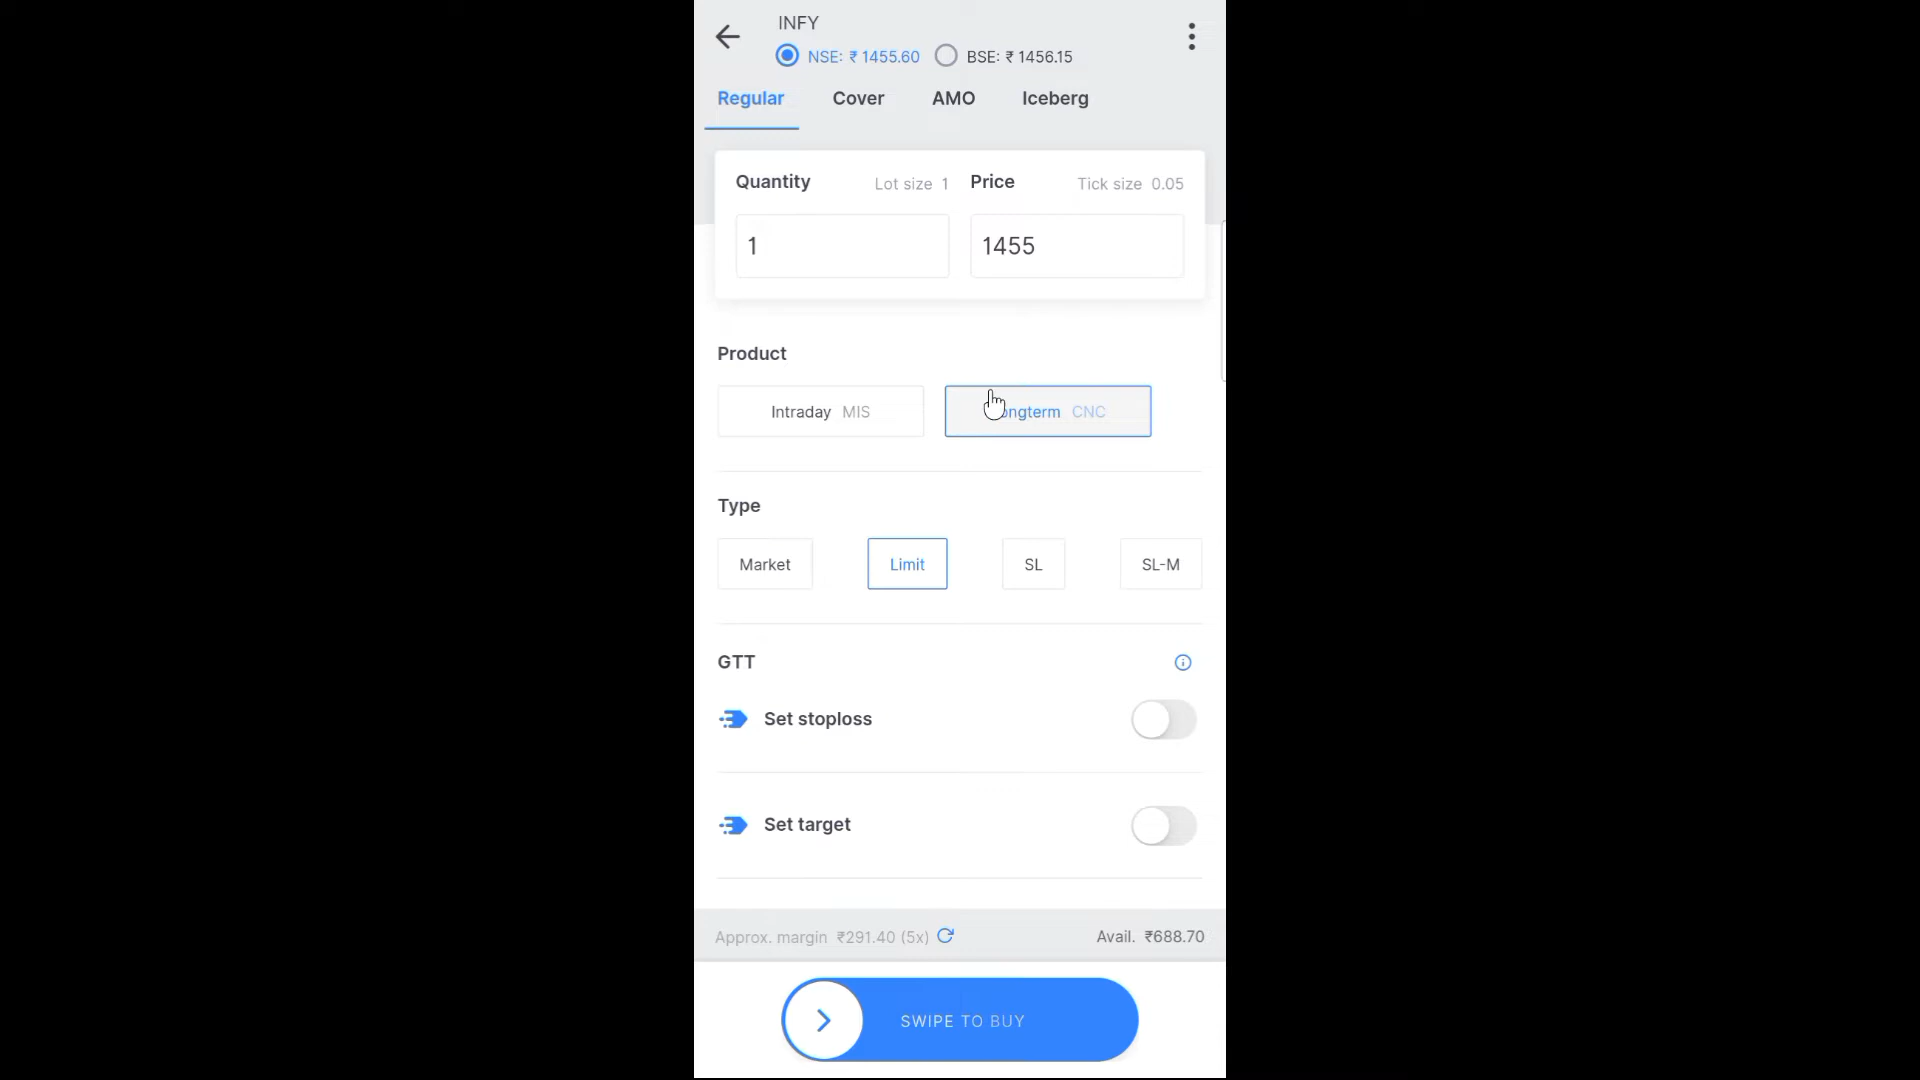 INFY
NSE: ₹ 1455.60 BSE: ₹ 1456.15
Regular Cover AMO Iceberg
Quantity Lot size 1 Price Tick size 0.05
1 1455
Product
Intraday MIS ongterm CNC
Type
Market Limit SL SL-M
GTT
Set stoploss
Set target
Approx. margin ₹291.40 (5x) Avail. ₹688.70
SWIPE TO BUY